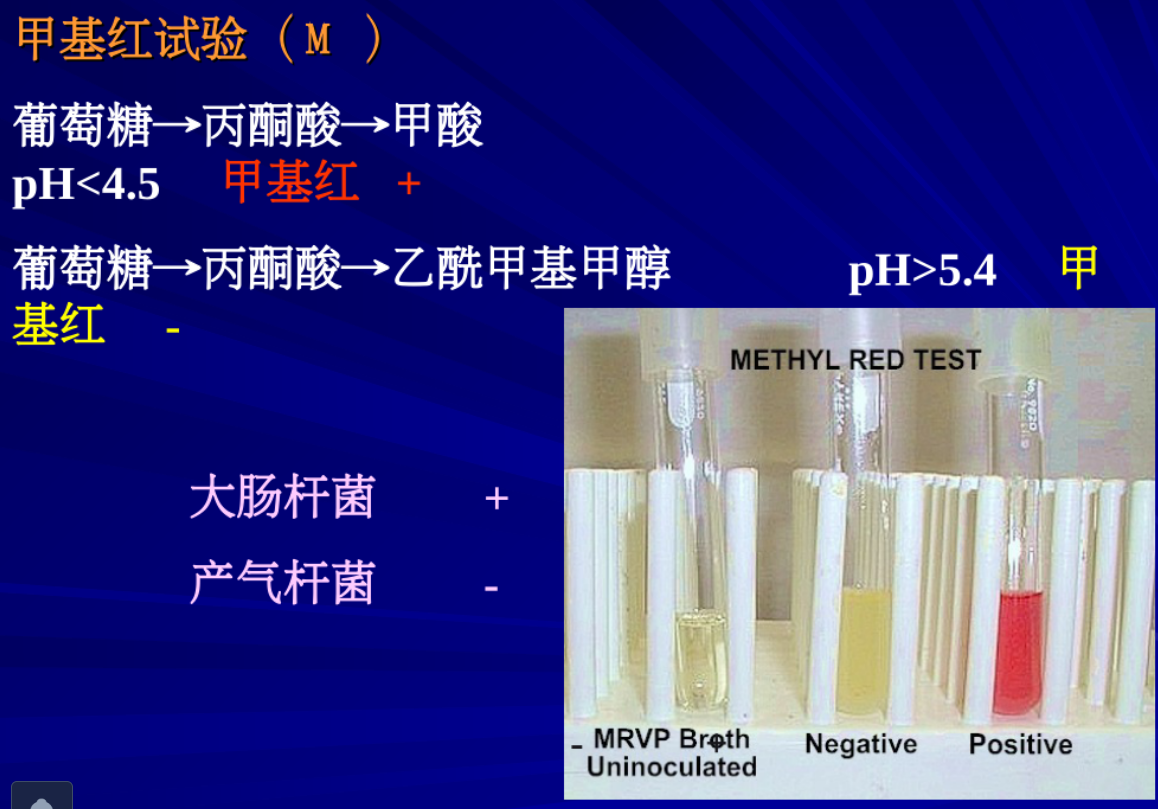 甲基红试验（M ）
葡萄糖→丙酮酸→甲酸
pH<4.5 甲基红 +
葡萄糖→丙酮酸→乙酰甲基甲醇 pH>5.4 甲
基红 -
METHYL RED TEST
大肠杆菌 +
产气杆菌 -
- MRVP Broth +
Uninoculated
Negative
Positive